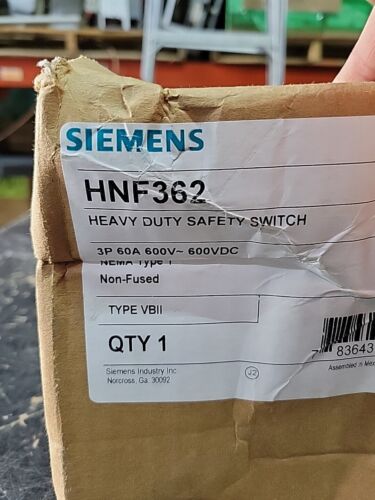 SIEMENS
HNF362
HEAVY DUTY SAFETY SWITCH
3P 60A 600V~ 600VDC
NEMA Type 1
Non-Fused
TYPE VBII
QTY 1
83643
Siemens Industry Inc
Norcross, Ga 30092
J2
Assembled in Mex